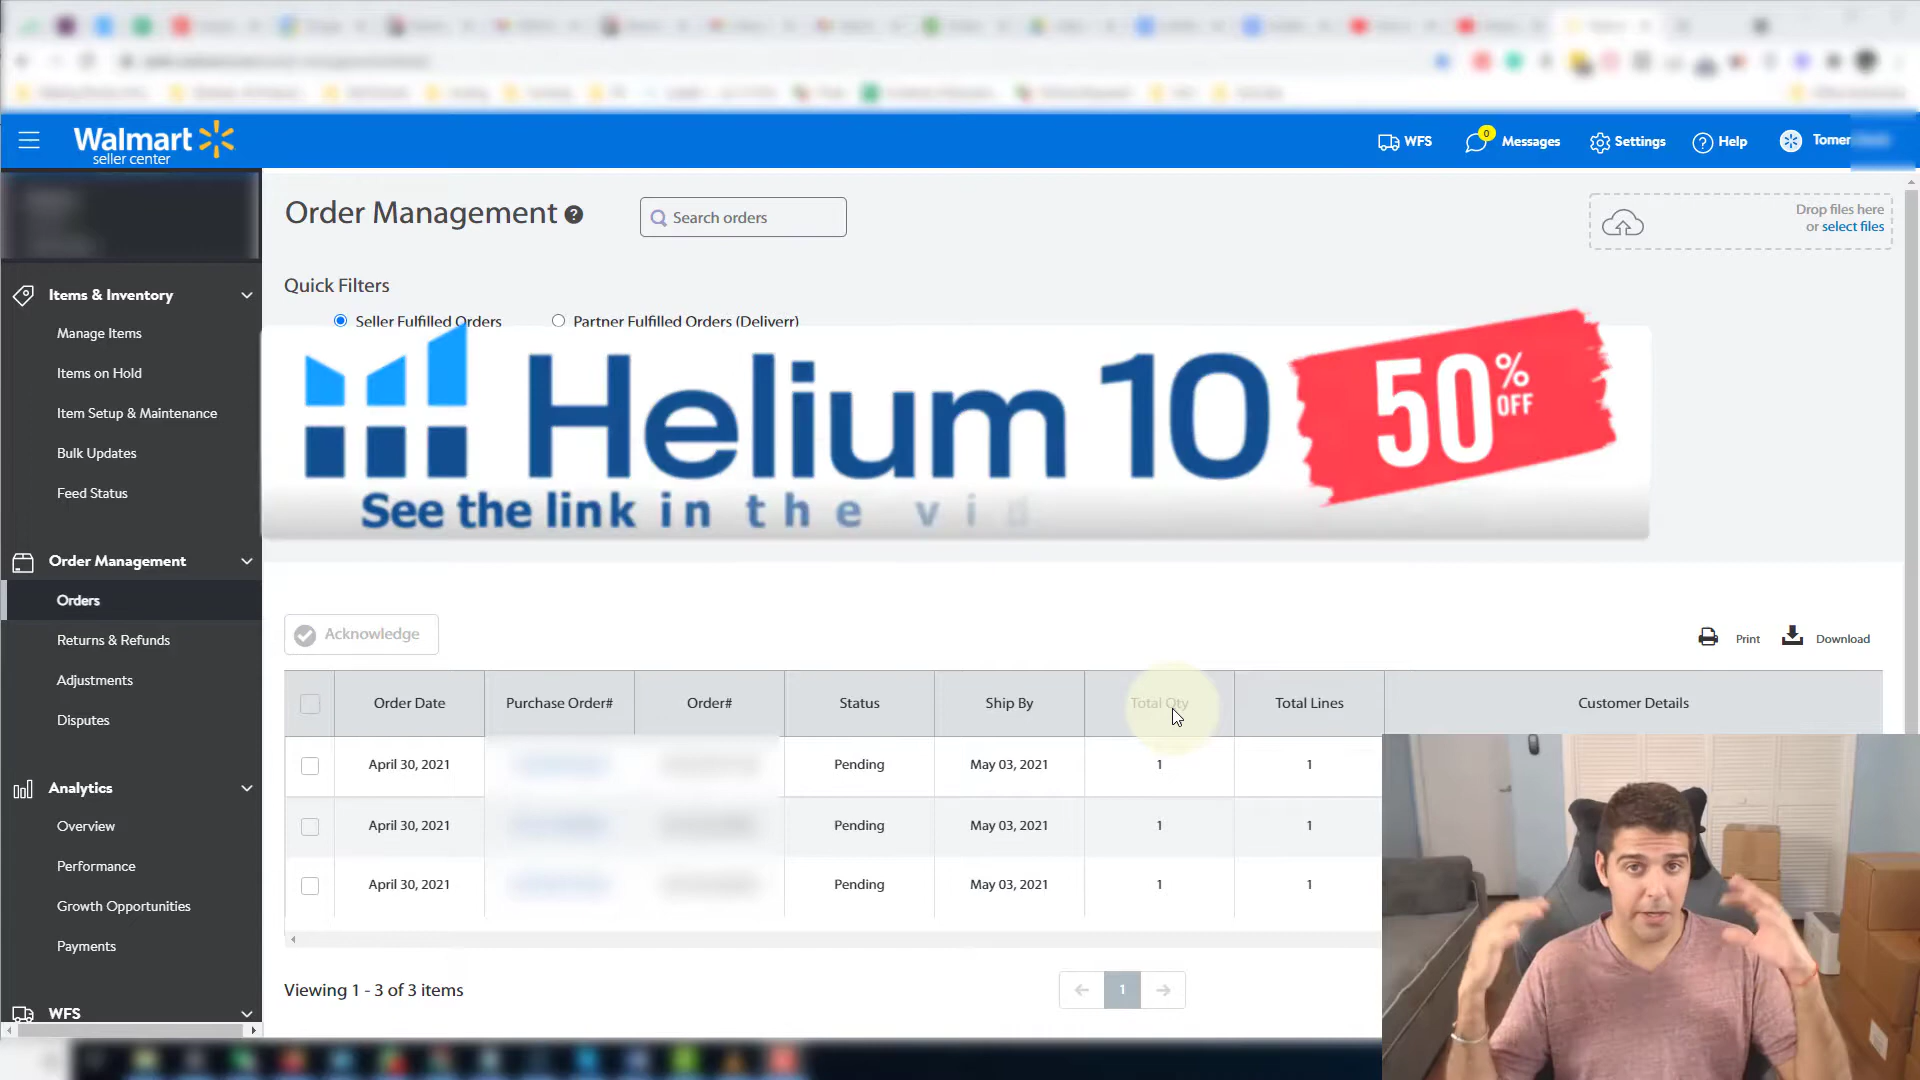 Walmart
seller center
WFS
0
Messages
Settings
Help
Tomer
Order Management
Search orders
Drop files here
or select files
Quick Filters
Seller Fulfilled Orders
Partner Fulfilled Orders (Deliverr)
Helium 10
50% OFF
See the link in the vid
Items & Inventory
Manage Items
Items on Hold
Item Setup & Maintenance
Bulk Updates
Feed Status
Order Management
Orders
Returns & Refunds
Adjustments
Disputes
Analytics
Overview
Performance
Growth Opportunities
Payments
WFS
Acknowledge
Print
Download
Order Date Purchase Order# Order# Status Ship By Total Qty Total Lines Customer Details
April 30, 2021 Pending May 03, 2021 1 1
April 30, 2021 Pending May 03, 2021 1 1
April 30, 2021 Pending May 03, 2021 1 1
Viewing 1 - 3 of 3 items
1